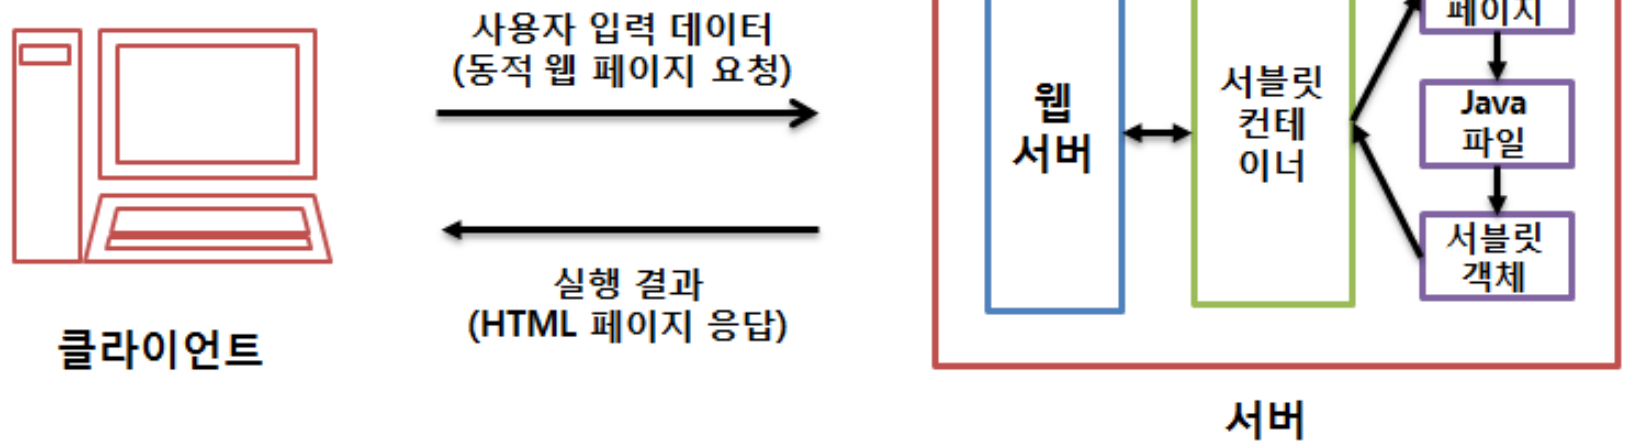 사용자 입력 데이터
(동적 웹 페이지 요청)
실행 결과
(HTML 페이지 응답)
클라이언트
웹
서버
서블릿
컨테
이너
페이지
Java
파일
서블릿
객체
서버